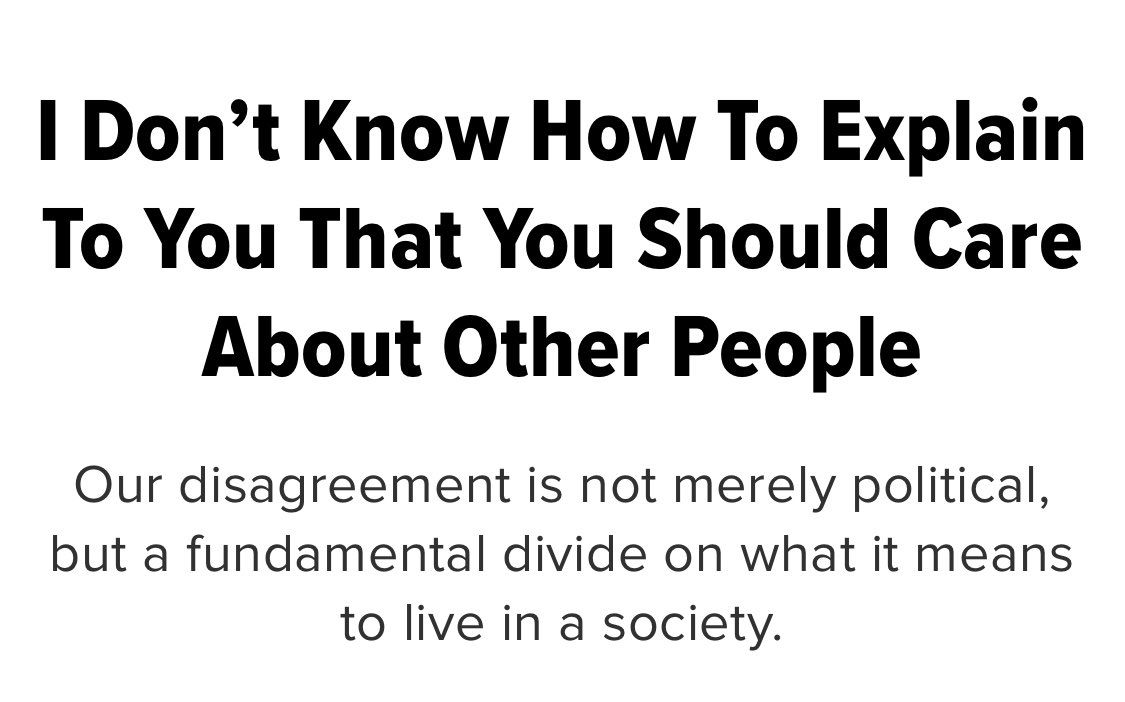 I Don’t Know How To Explain
To You That You Should Care
About Other People
Our disagreement is not merely political,
but a fundamental divide on what it means
to live in a society.